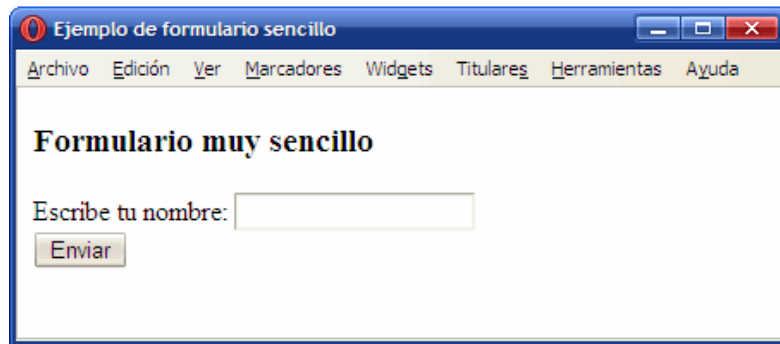 Ejemplo de formulario sencillo
Archivo Edición Ver Marcadores Widgets Titulares Herramientas Ayuda
Formulario muy sencillo
Escribe tu nombre:
Enviar